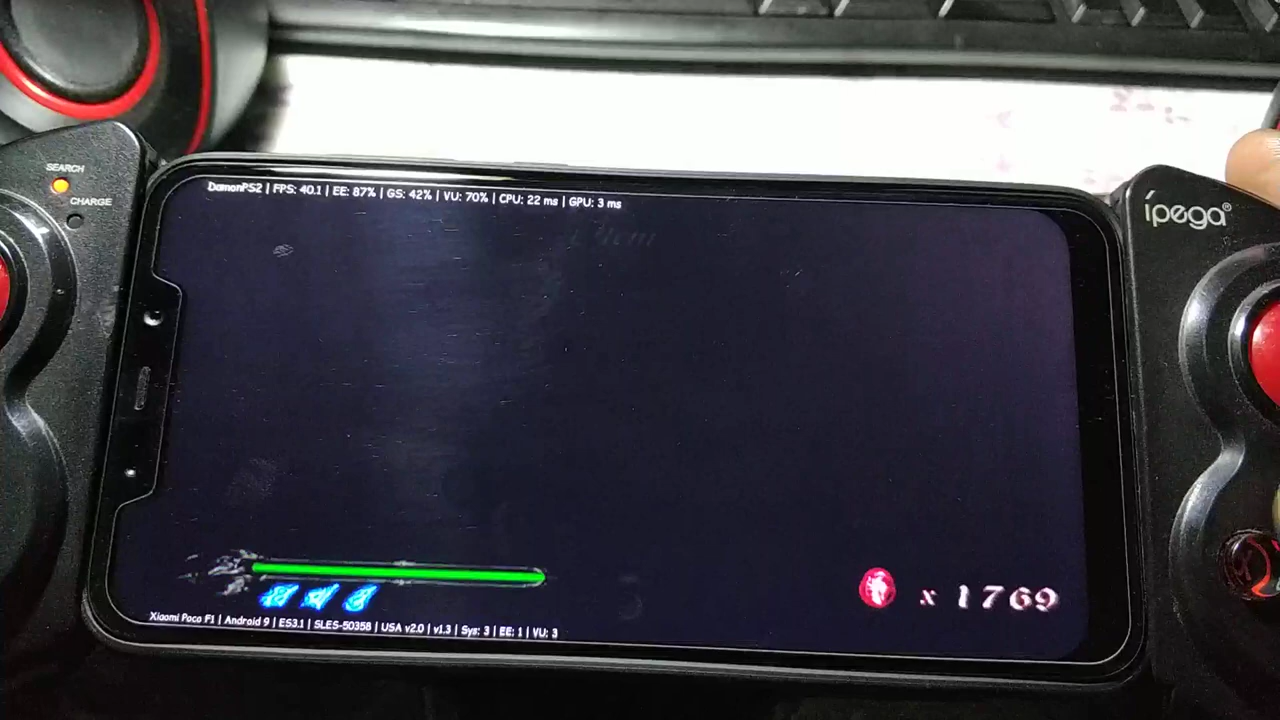 SEARCH
CHARGE
DamonPS2 | FPS: 40.1 | EE: 87% | GS: 42% | VU: 70% | CPU: 22 ms | GPU: 3 ms
ípega®
x 1769
Xiaomi Poco F1 | Android 9 | ES3.1 | SLES-50358 | USA v2.0 | v1.3 | Sys: 3 | EE: 1 | VU: 3